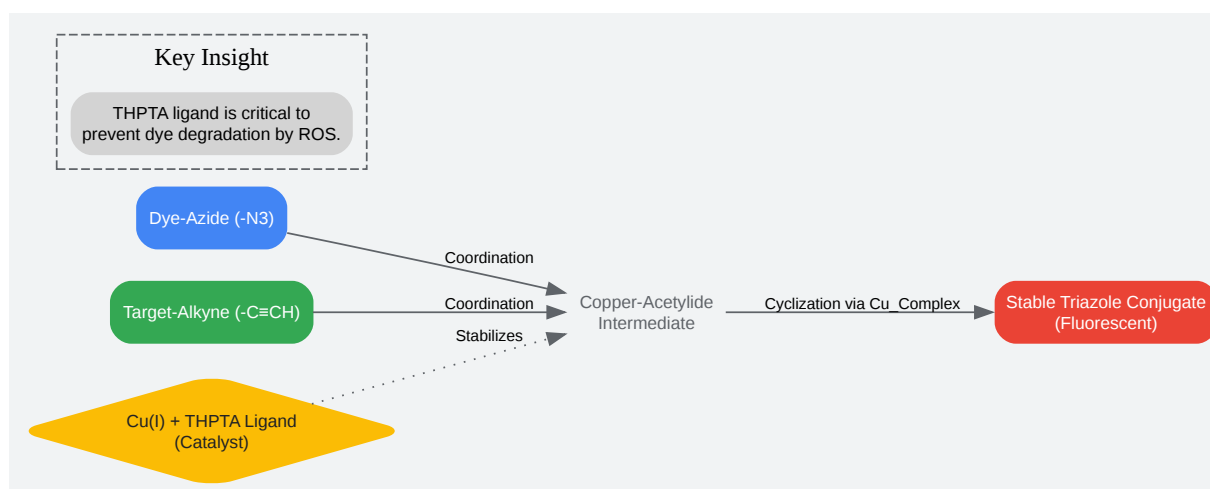 Key Insight
THPTA ligand is critical to
prevent dye degradation by ROS.
Dye-Azide (-N3)
Coordination
Target-Alkyne (-C≡CH)
Coordination
Stabilizes
Copper-Acetylide
Intermediate
Cyclization via Cu_Complex
Stable Triazole Conjugate
(Fluorescent)
Cu(I) + THPTA Ligand
(Catalyst)